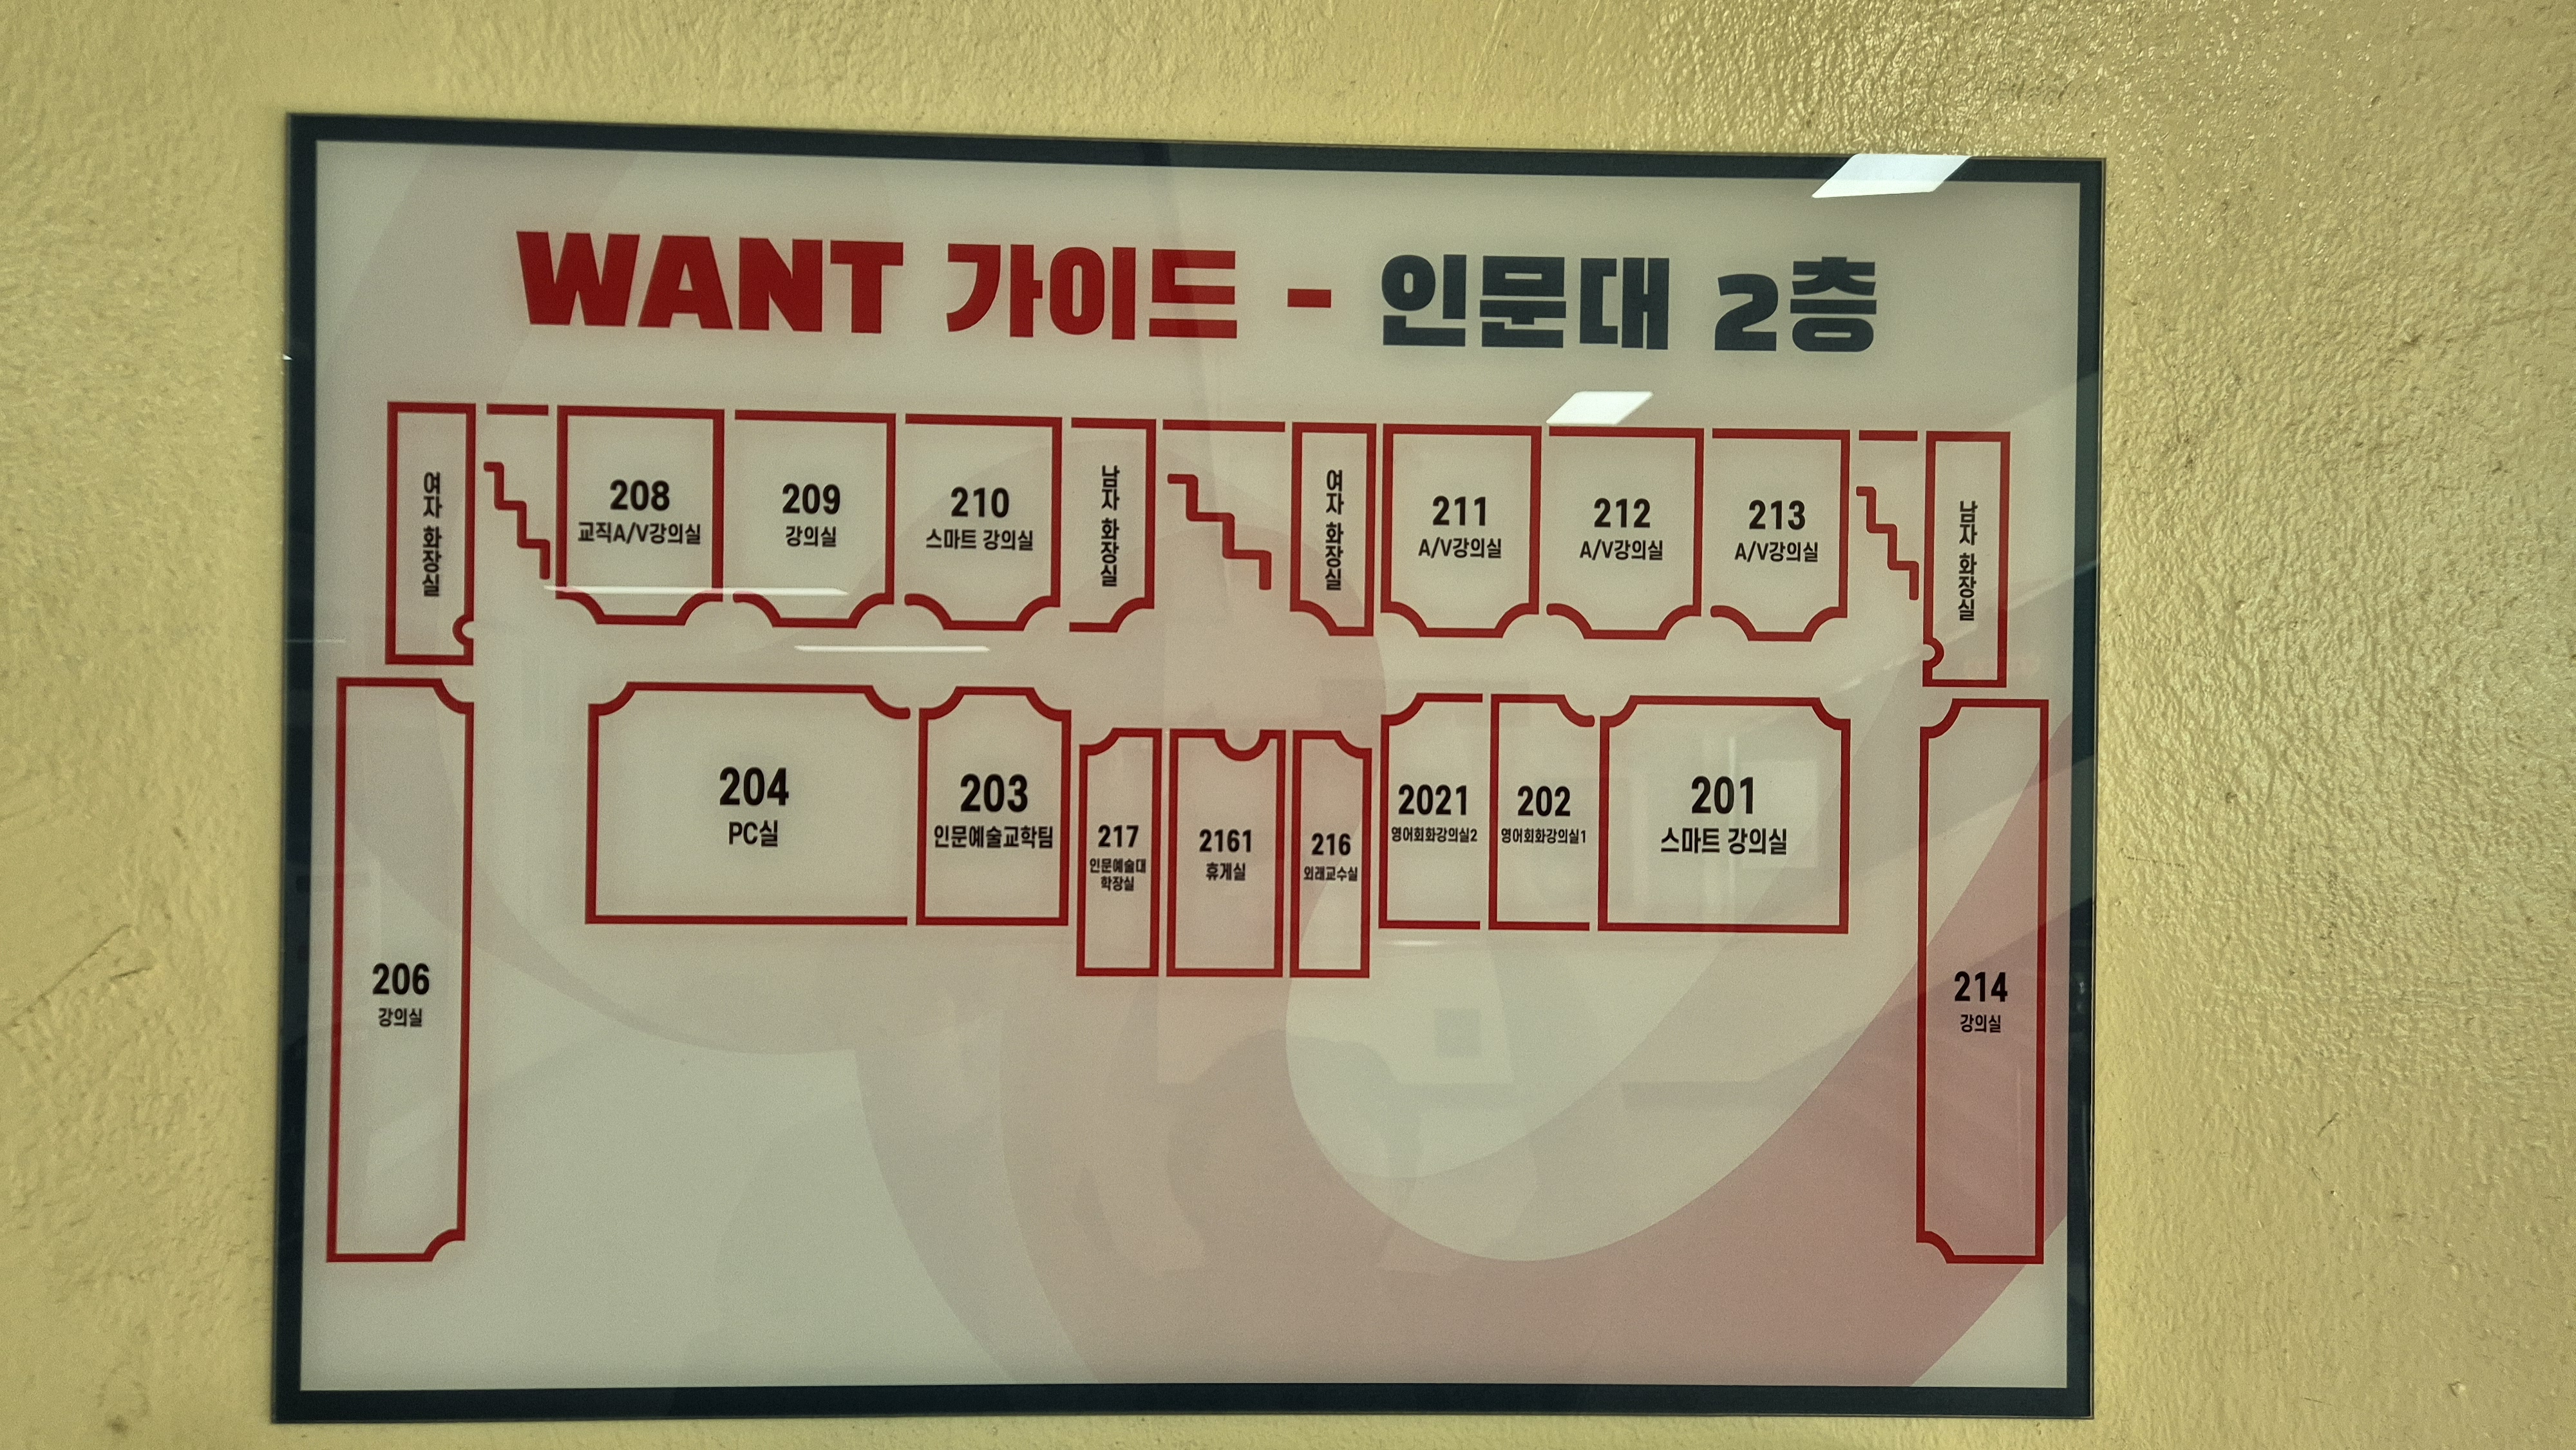 WANT 가이드 - 인문대 2층
여자 화장실
208
교직A/V강의실
209
강의실
210
스마트 강의실
남자 화장실
여자 화장실
211
A/V강의실
212
A/V강의실
213
A/V강의실
남자 화장실
206
강의실
204
PC실
203
인문예술교학팀
217
인문예술대
학장실
2161
휴게실
216
외래교수실
2021
영어회화강의실2
202
영어회화강의실1
201
스마트 강의실
214
강의실